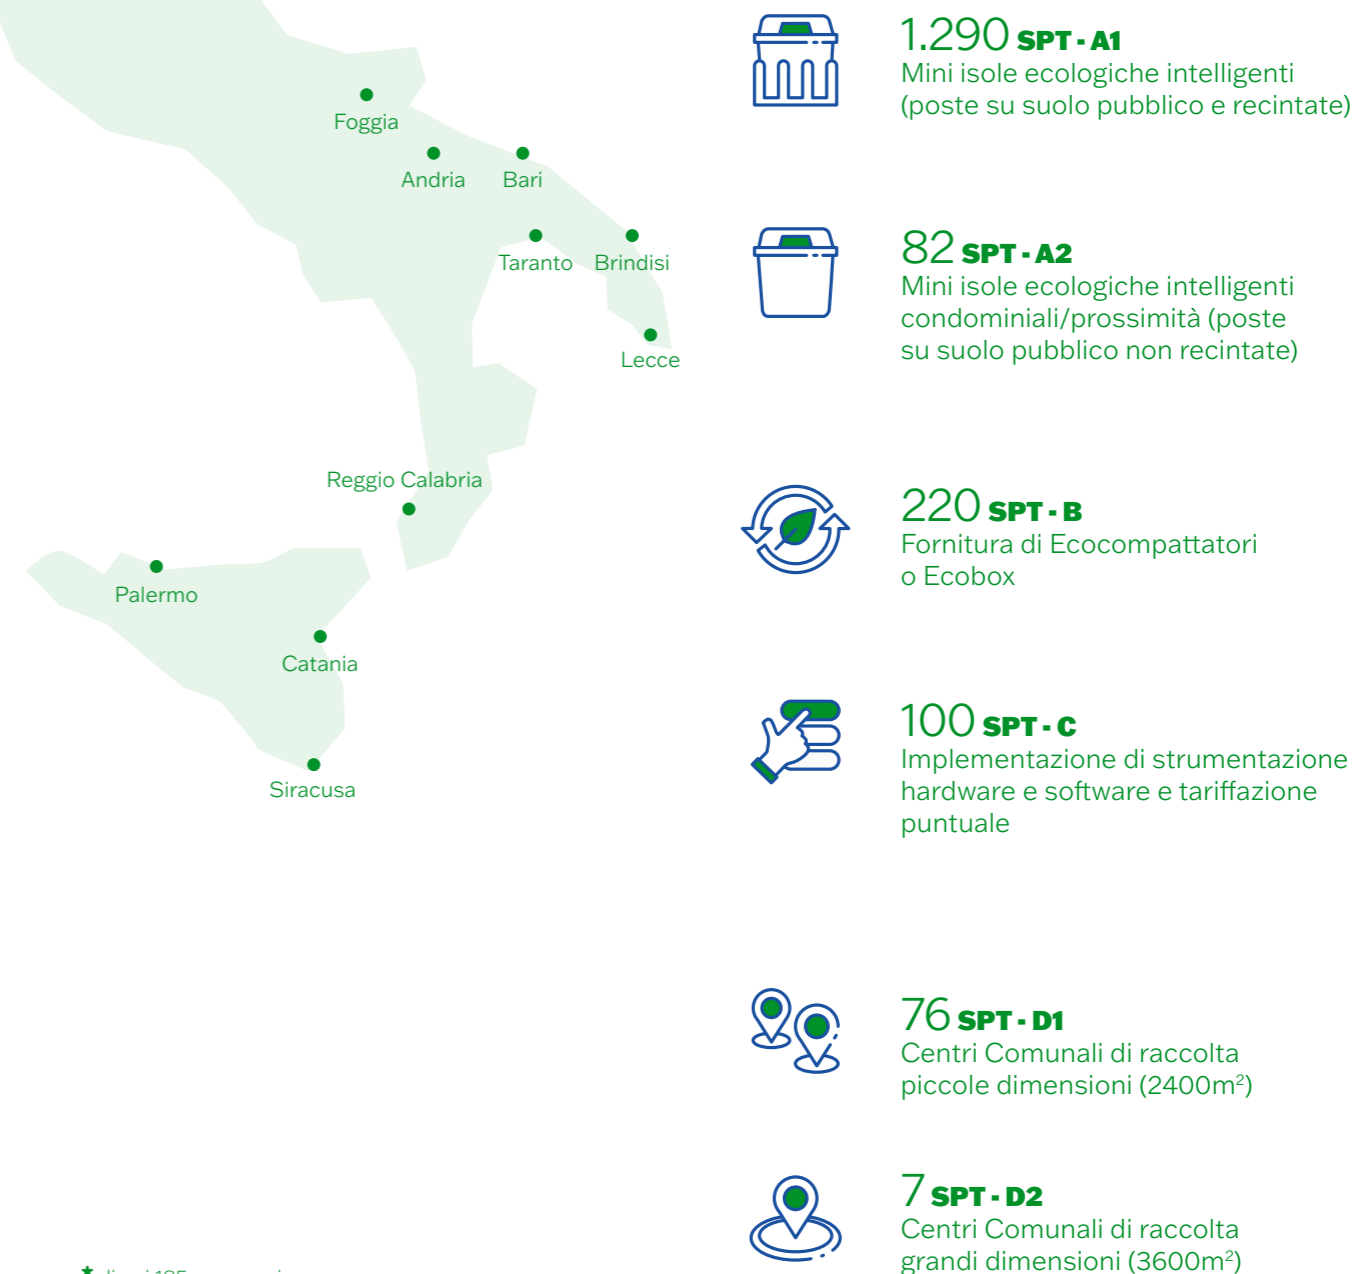 Foggia
Andria
Bari
Taranto
Brindisi
Lecce
Reggio Calabria
Palermo
Catania
Siracusa
1.290 SPT - A1
Mini isole ecologiche intelligenti
(poste su suolo pubblico e recintate)
82 SPT - A2
Mini isole ecologiche intelligenti
condominiali/prossimità (poste
su suolo pubblico non recintate)
220 SPT - B
Fornitura di Ecocompattatori
o Ecobox
100 SPT - C
Implementazione di strumentazione
hardware e software e tariffazione
puntuale
76 SPT - D1
Centri Comunali di raccolta
piccole dimensioni (2400m²)
7 SPT - D2
Centri Comunali di raccolta
grandi dimensioni (3600m²)